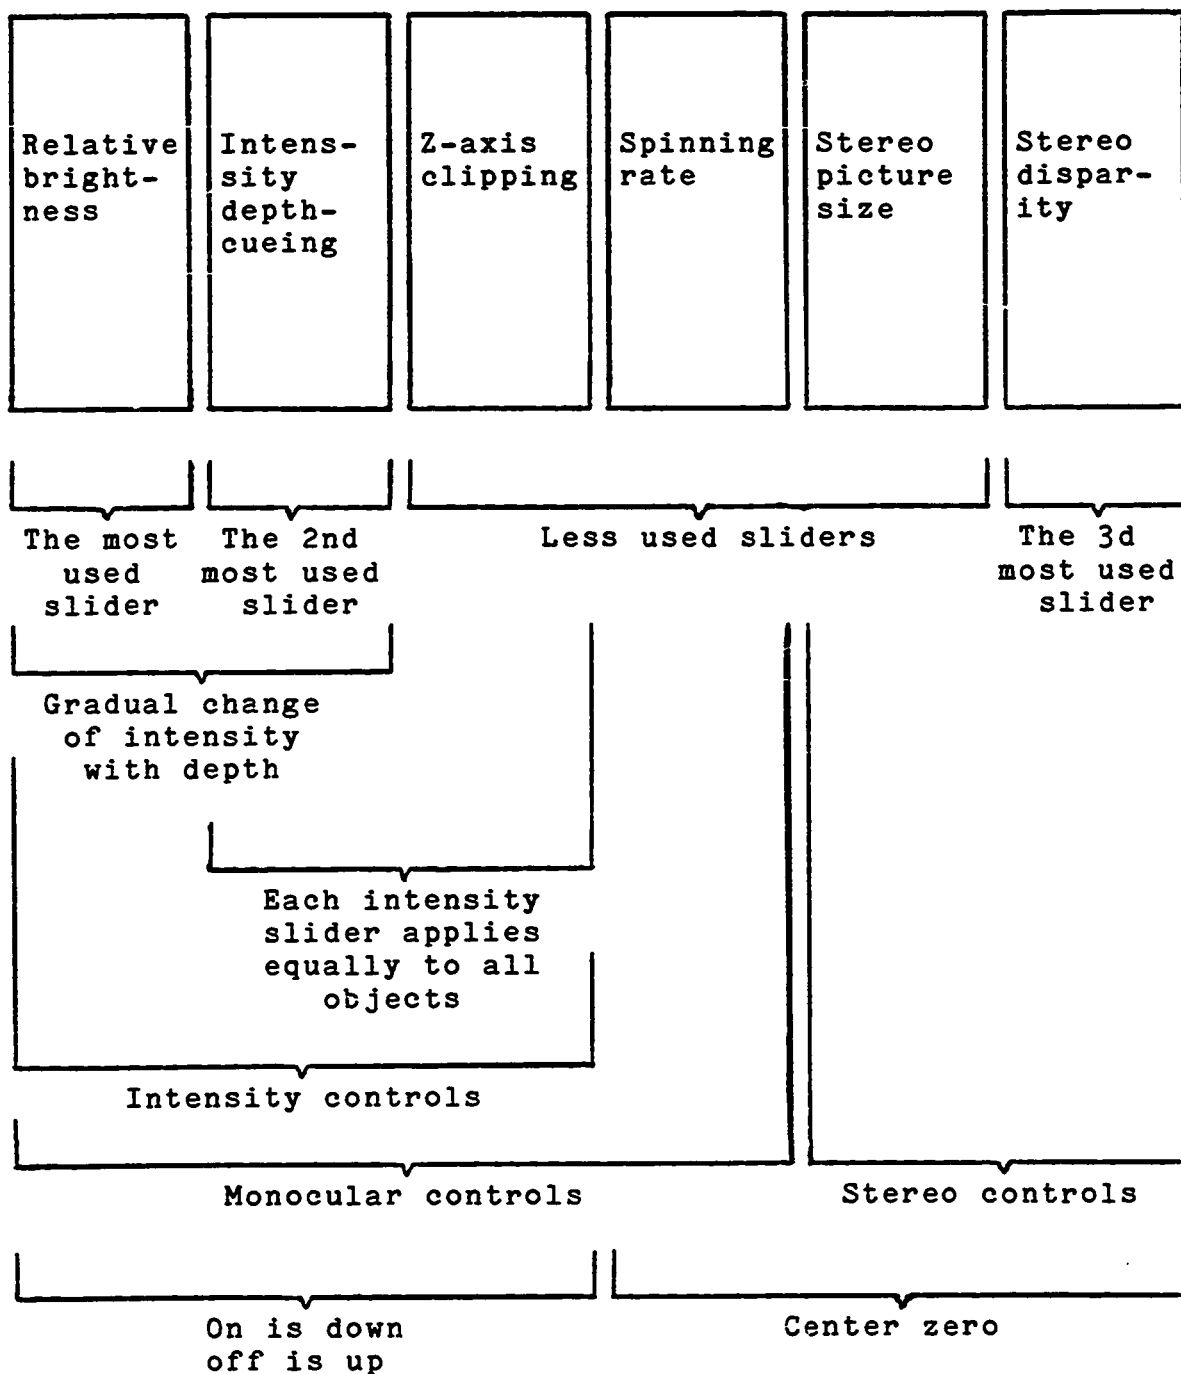 Relative
bright-
ness
Inten-
sity
depth-
cueing
Z-axis
clipping
Spinning
rate
Stereo
picture
size
Stereo
dispar-
ity
The most
used
slider
The 2nd
most used
slider
Less used sliders
The 3d
most used
slider
Gradual change
of intensity
with depth
Each intensity
slider applies
equally to all
objects
Intensity controls
Monocular controls
Stereo controls
On is down
off is up
Center zero